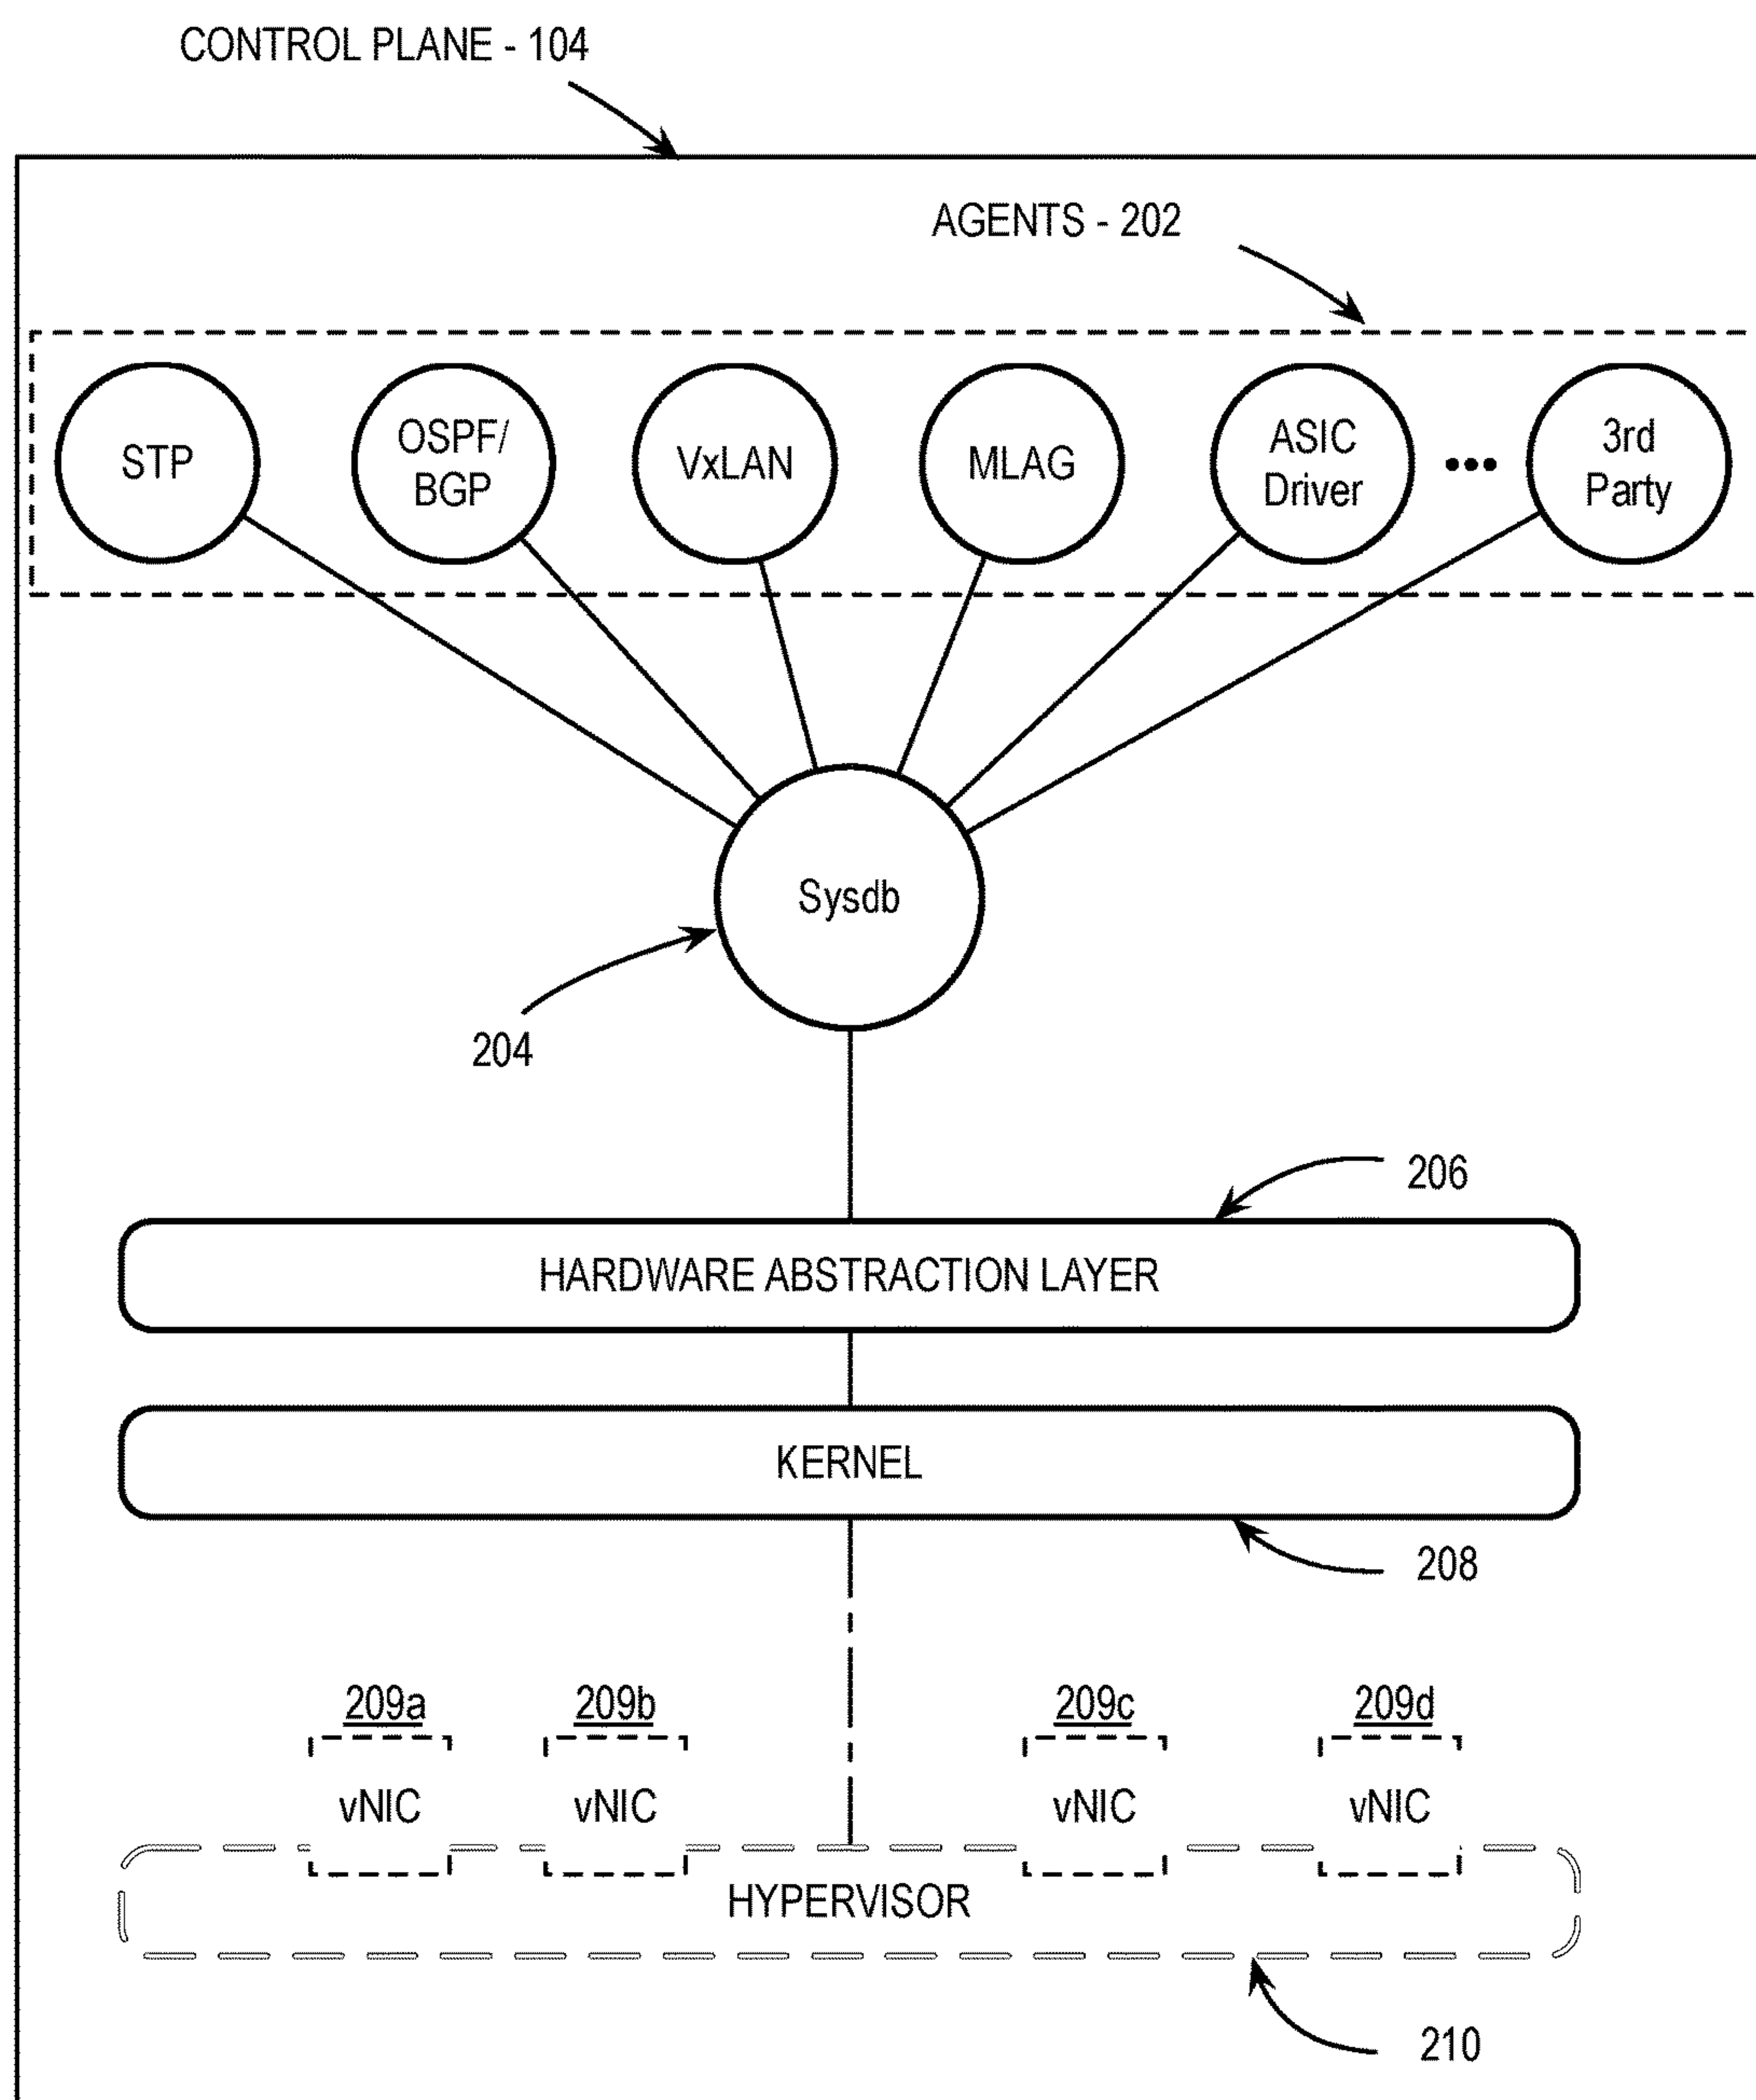 CONTROL PLANE - 104
AGENTS - 202
STP
OSPF/
BGP
VxLAN
MLAG
ASIC
Driver
3rd
Party
Sysdb
204
206
HARDWARE ABSTRACTION LAYER
KERNEL
208
209a
209b
209c
209d
vNIC
vNIC
vNIC
vNIC
HYPERVISOR
210